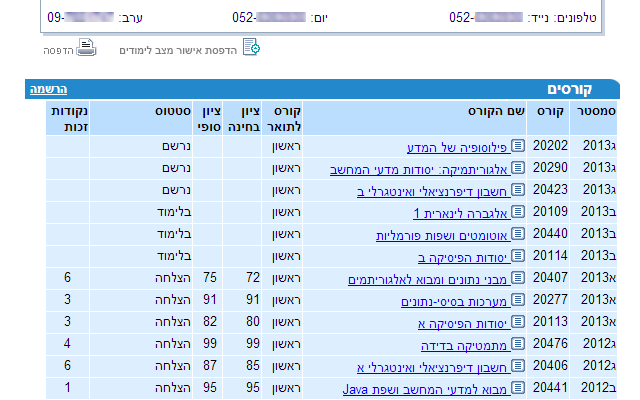 טלפונים: נייד: 052- יום: 052- ערב: 09-
הדפסת אישור מצב לימודים הדפסה
קורסים הרשמה
סמסטר קורס שם הקורס קורס לתואר ציון בחינה ציון סופי סטטוס נקודות זכות
2013ג 20202 פילוסופיה של המדע ראשון נרשם
2013ג 20290 אלגוריתמיקה: יסודות מדעי המחשב ראשון נרשם
2013ג 20423 חשבון דיפרנציאלי ואינטגרלי ב ראשון נרשם
2013ב 20109 אלגברה לינארית 1 ראשון בלימוד
2013ב 20440 אוטומטים ושפות פורמליות ראשון בלימוד
2013ב 20114 יסודות הפיסיקה ב ראשון בלימוד
2013א 20407 מבני נתונים ומבוא לאלגוריתמים ראשון 72 75 הצלחה 6
2013א 20277 מערכות בסיסי-נתונים ראשון 91 91 הצלחה 3
2013א 20113 יסודות הפיסיקה א ראשון 80 82 הצלחה 3
2012ג 20476 מתמטיקה בדידה ראשון 99 99 הצלחה 4
2012ג 20406 חשבון דיפרנציאלי ואינטגרלי א ראשון 87 85 הצלחה 6
2012ב 20441 מבוא למדעי המחשב ושפת Java ראשון 95 95 הצלחה 1